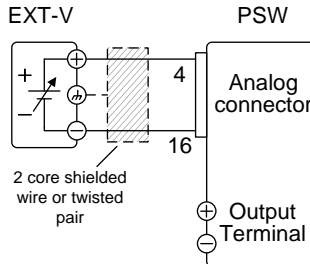 EXT-V
PSW
+
−
4
16
Analog
connector
2 core shielded
wire or twisted
pair
Output
Terminal